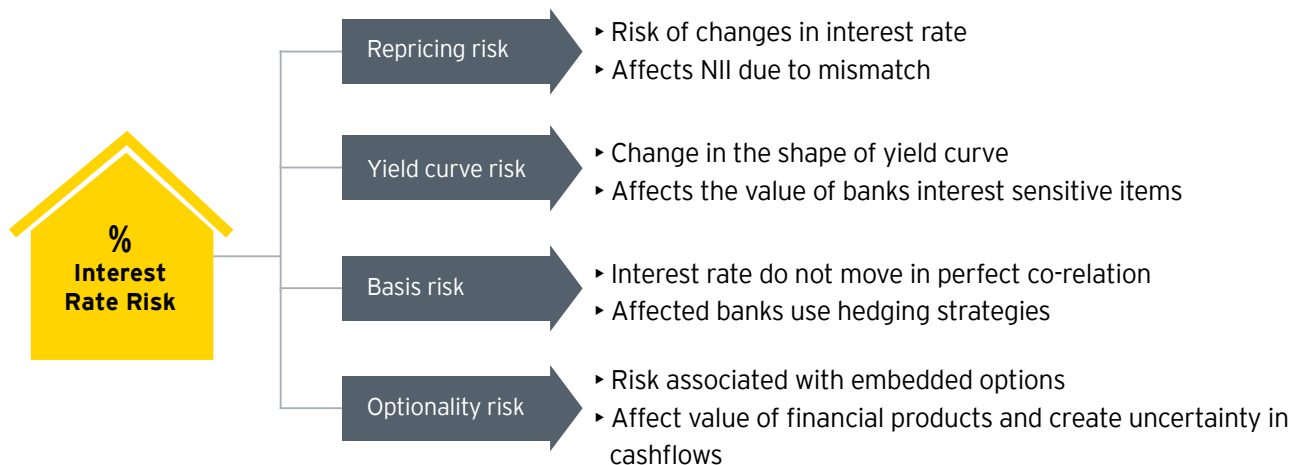 Repricing risk
‣ Risk of changes in interest rate
‣ Affects NII due to mismatch
Yield curve risk
‣ Change in the shape of yield curve
‣ Affects the value of banks interest sensitive items
%
Interest
Rate Risk
Basis risk
‣ Interest rate do not move in perfect co-relation
‣ Affected banks use hedging strategies
Optionality risk
‣ Risk associated with embedded options
‣ Affect value of financial products and create uncertainty in
cashflows